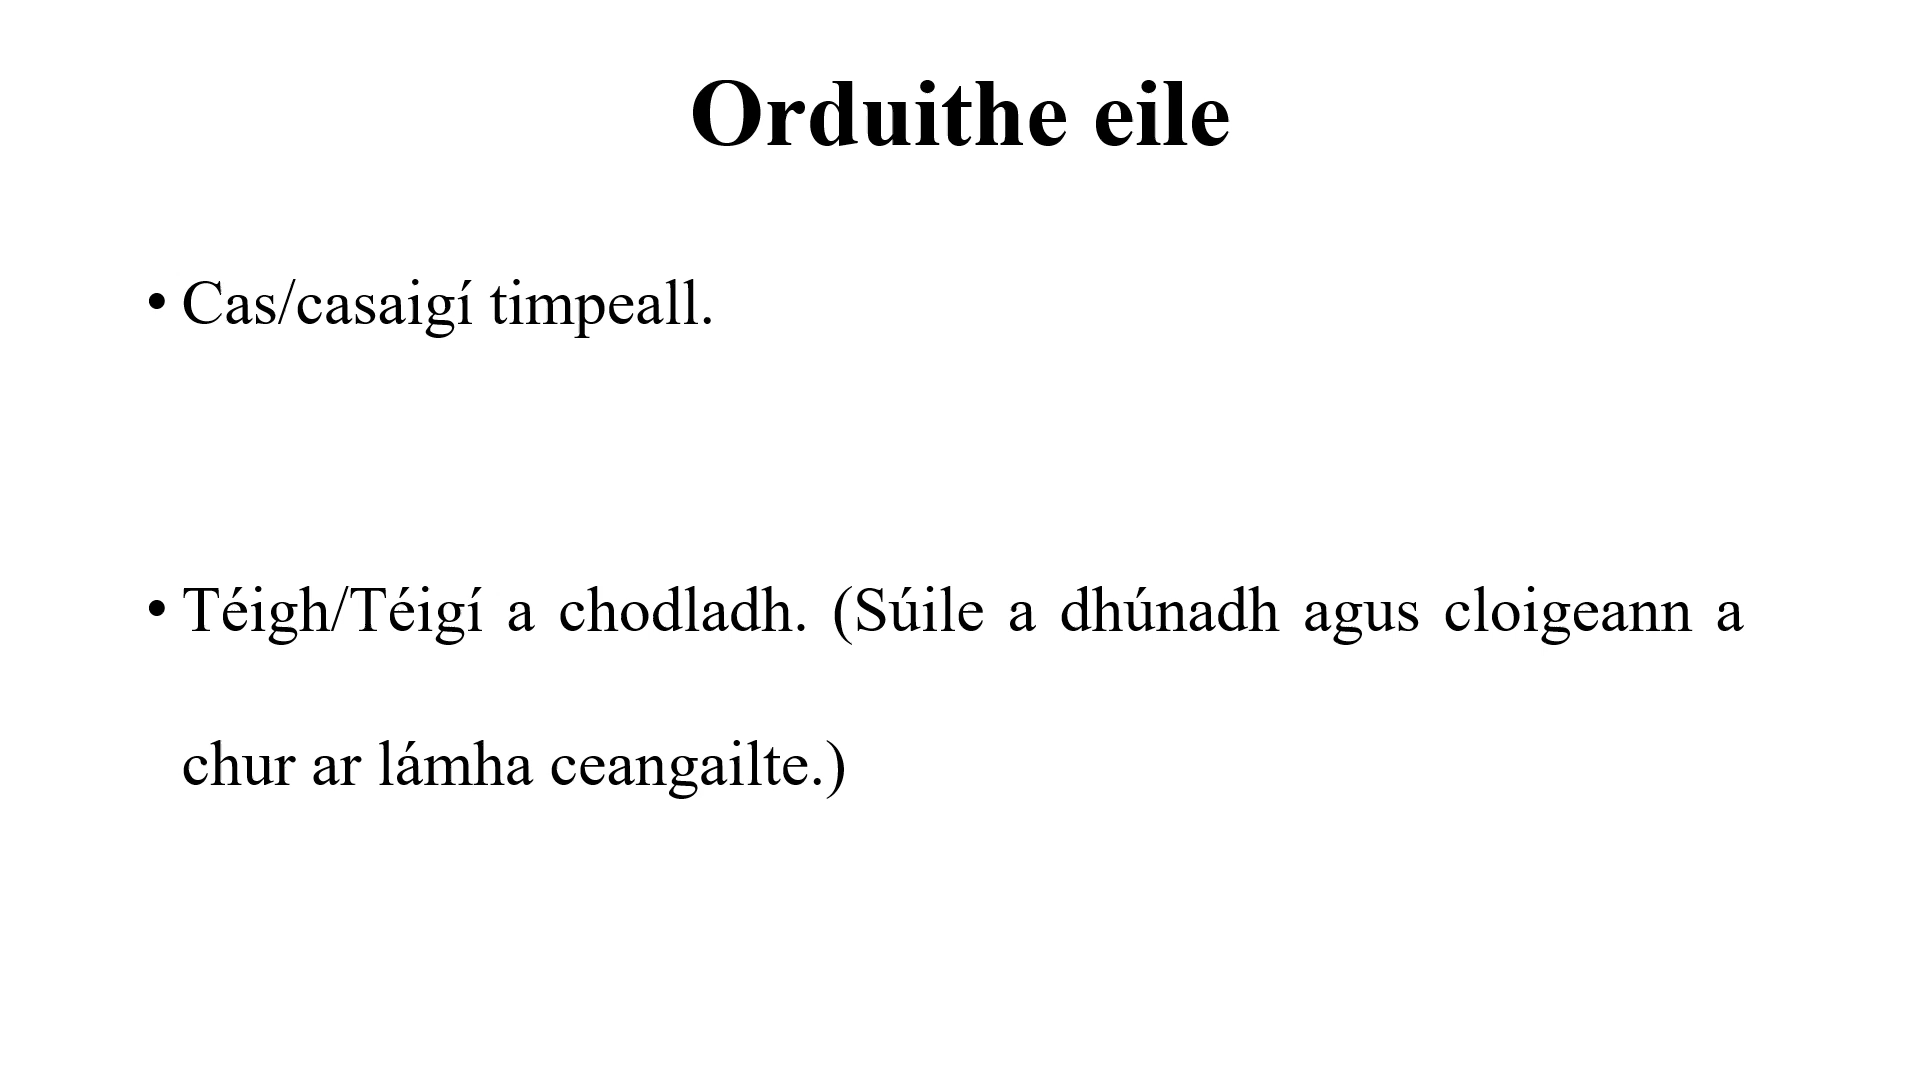 Orduithe eile
• Cas/casaigí timpeall.
• Téigh/Téigí a chodladh. (Súile a dhúnadh agus cloigeann a
chur ar lámha ceangailte.)